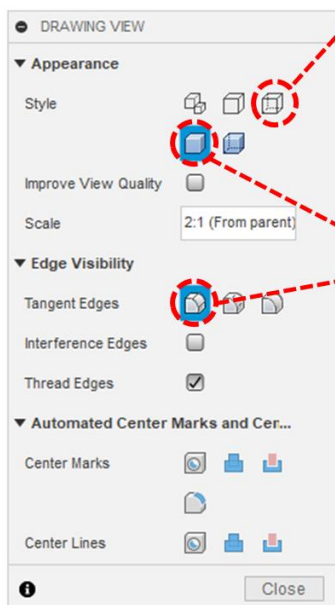 DRAWING VIEW
Appearance
Style
Improve View Quality
Scale
2:1 (From parent)
Edge Visibility
Tangent Edges
Interference Edges
Thread Edges
Automated Center Marks and Cer...
Center Marks
Center Lines
Close